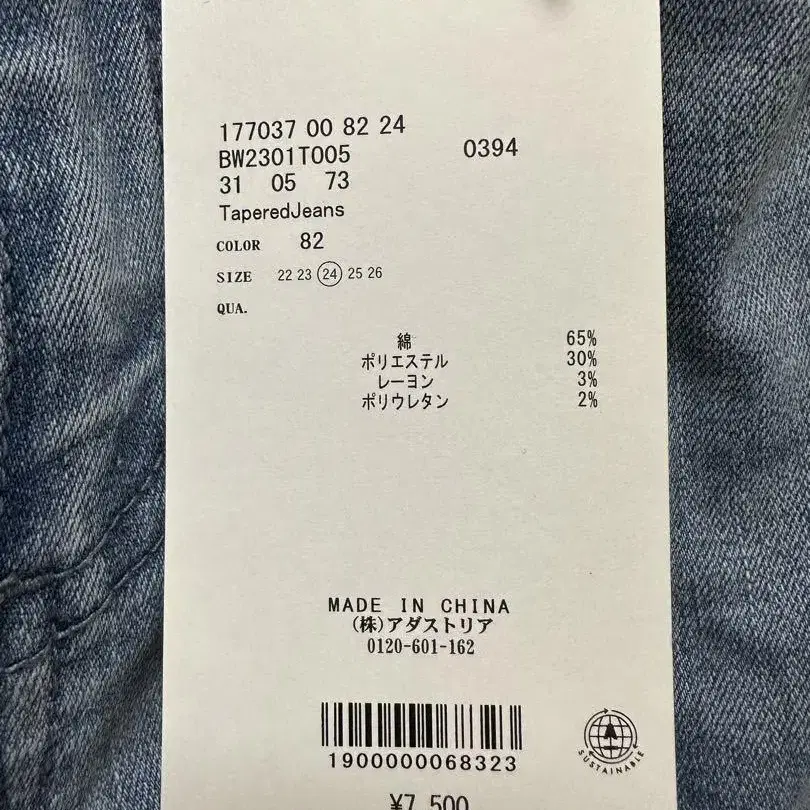 177037 00 82 24
BW2301T005 0394
31 05 73
TaperedJeans
COLOR 82
SIZE 22 23 24 25 26
QUA.
綿 65%
ポリエステル 30%
レーヨン 3%
ポリウレタン 2%
MADE IN CHINA
(株)アダストリア
0120-601-162
1900000068323
SUSTAINABLE
¥7,500